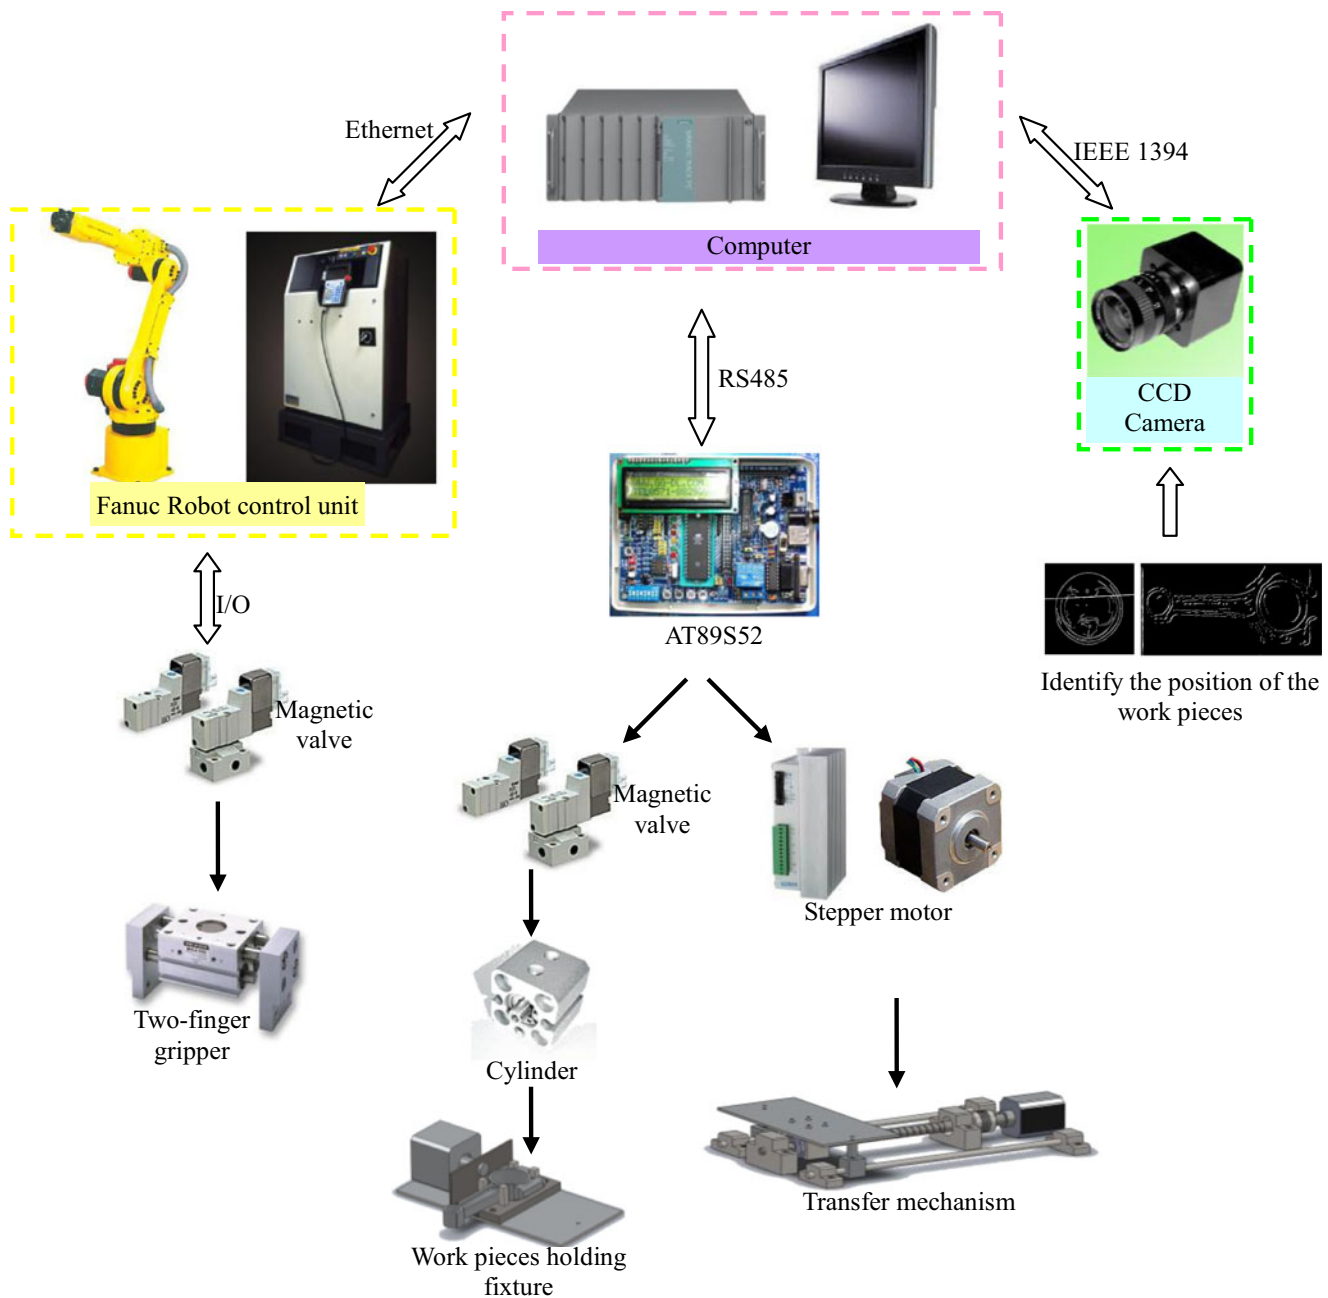 Ethernet
IEEE 1394
Computer
RS485
CCD
Camera
Fanuc Robot control unit
I/O
AT89S52
Identify the position of the
work pieces
Magnetic
valve
Magnetic
valve
Stepper motor
Two-finger
gripper
Cylinder
Transfer mechanism
Work pieces holding
fixture